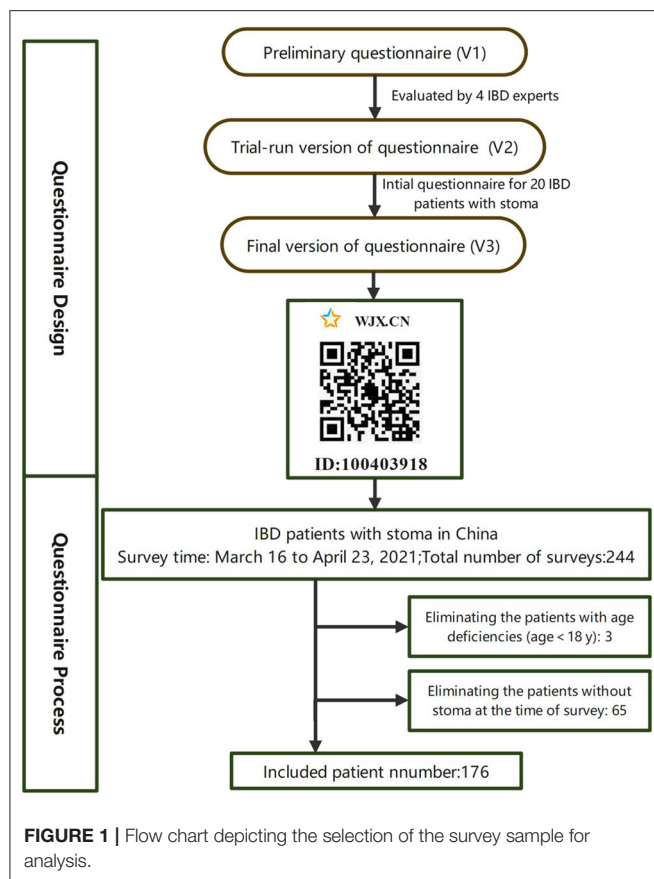 Preliminary questionnaire (V1)
Evaluated by 4 IBD experts
Trial-run version of questionnaire (V2)
Intial questionnaire for 20 IBD
patients with stoma
Final version of questionnaire (V3)
WJX.CN
ID:100403918
Questionnaire Design
IBD patients with stoma in China
Survey time: March 16 to April 23, 2021;Total number of surveys:244
Eliminating the patients with age
deficiencies (age < 18 y): 3
Eliminating the patients without
stoma at the time of survey: 65
Included patient nnumber:176
Questionnaire Process
FIGURE 1 | Flow chart depicting the selection of the survey sample for
analysis.